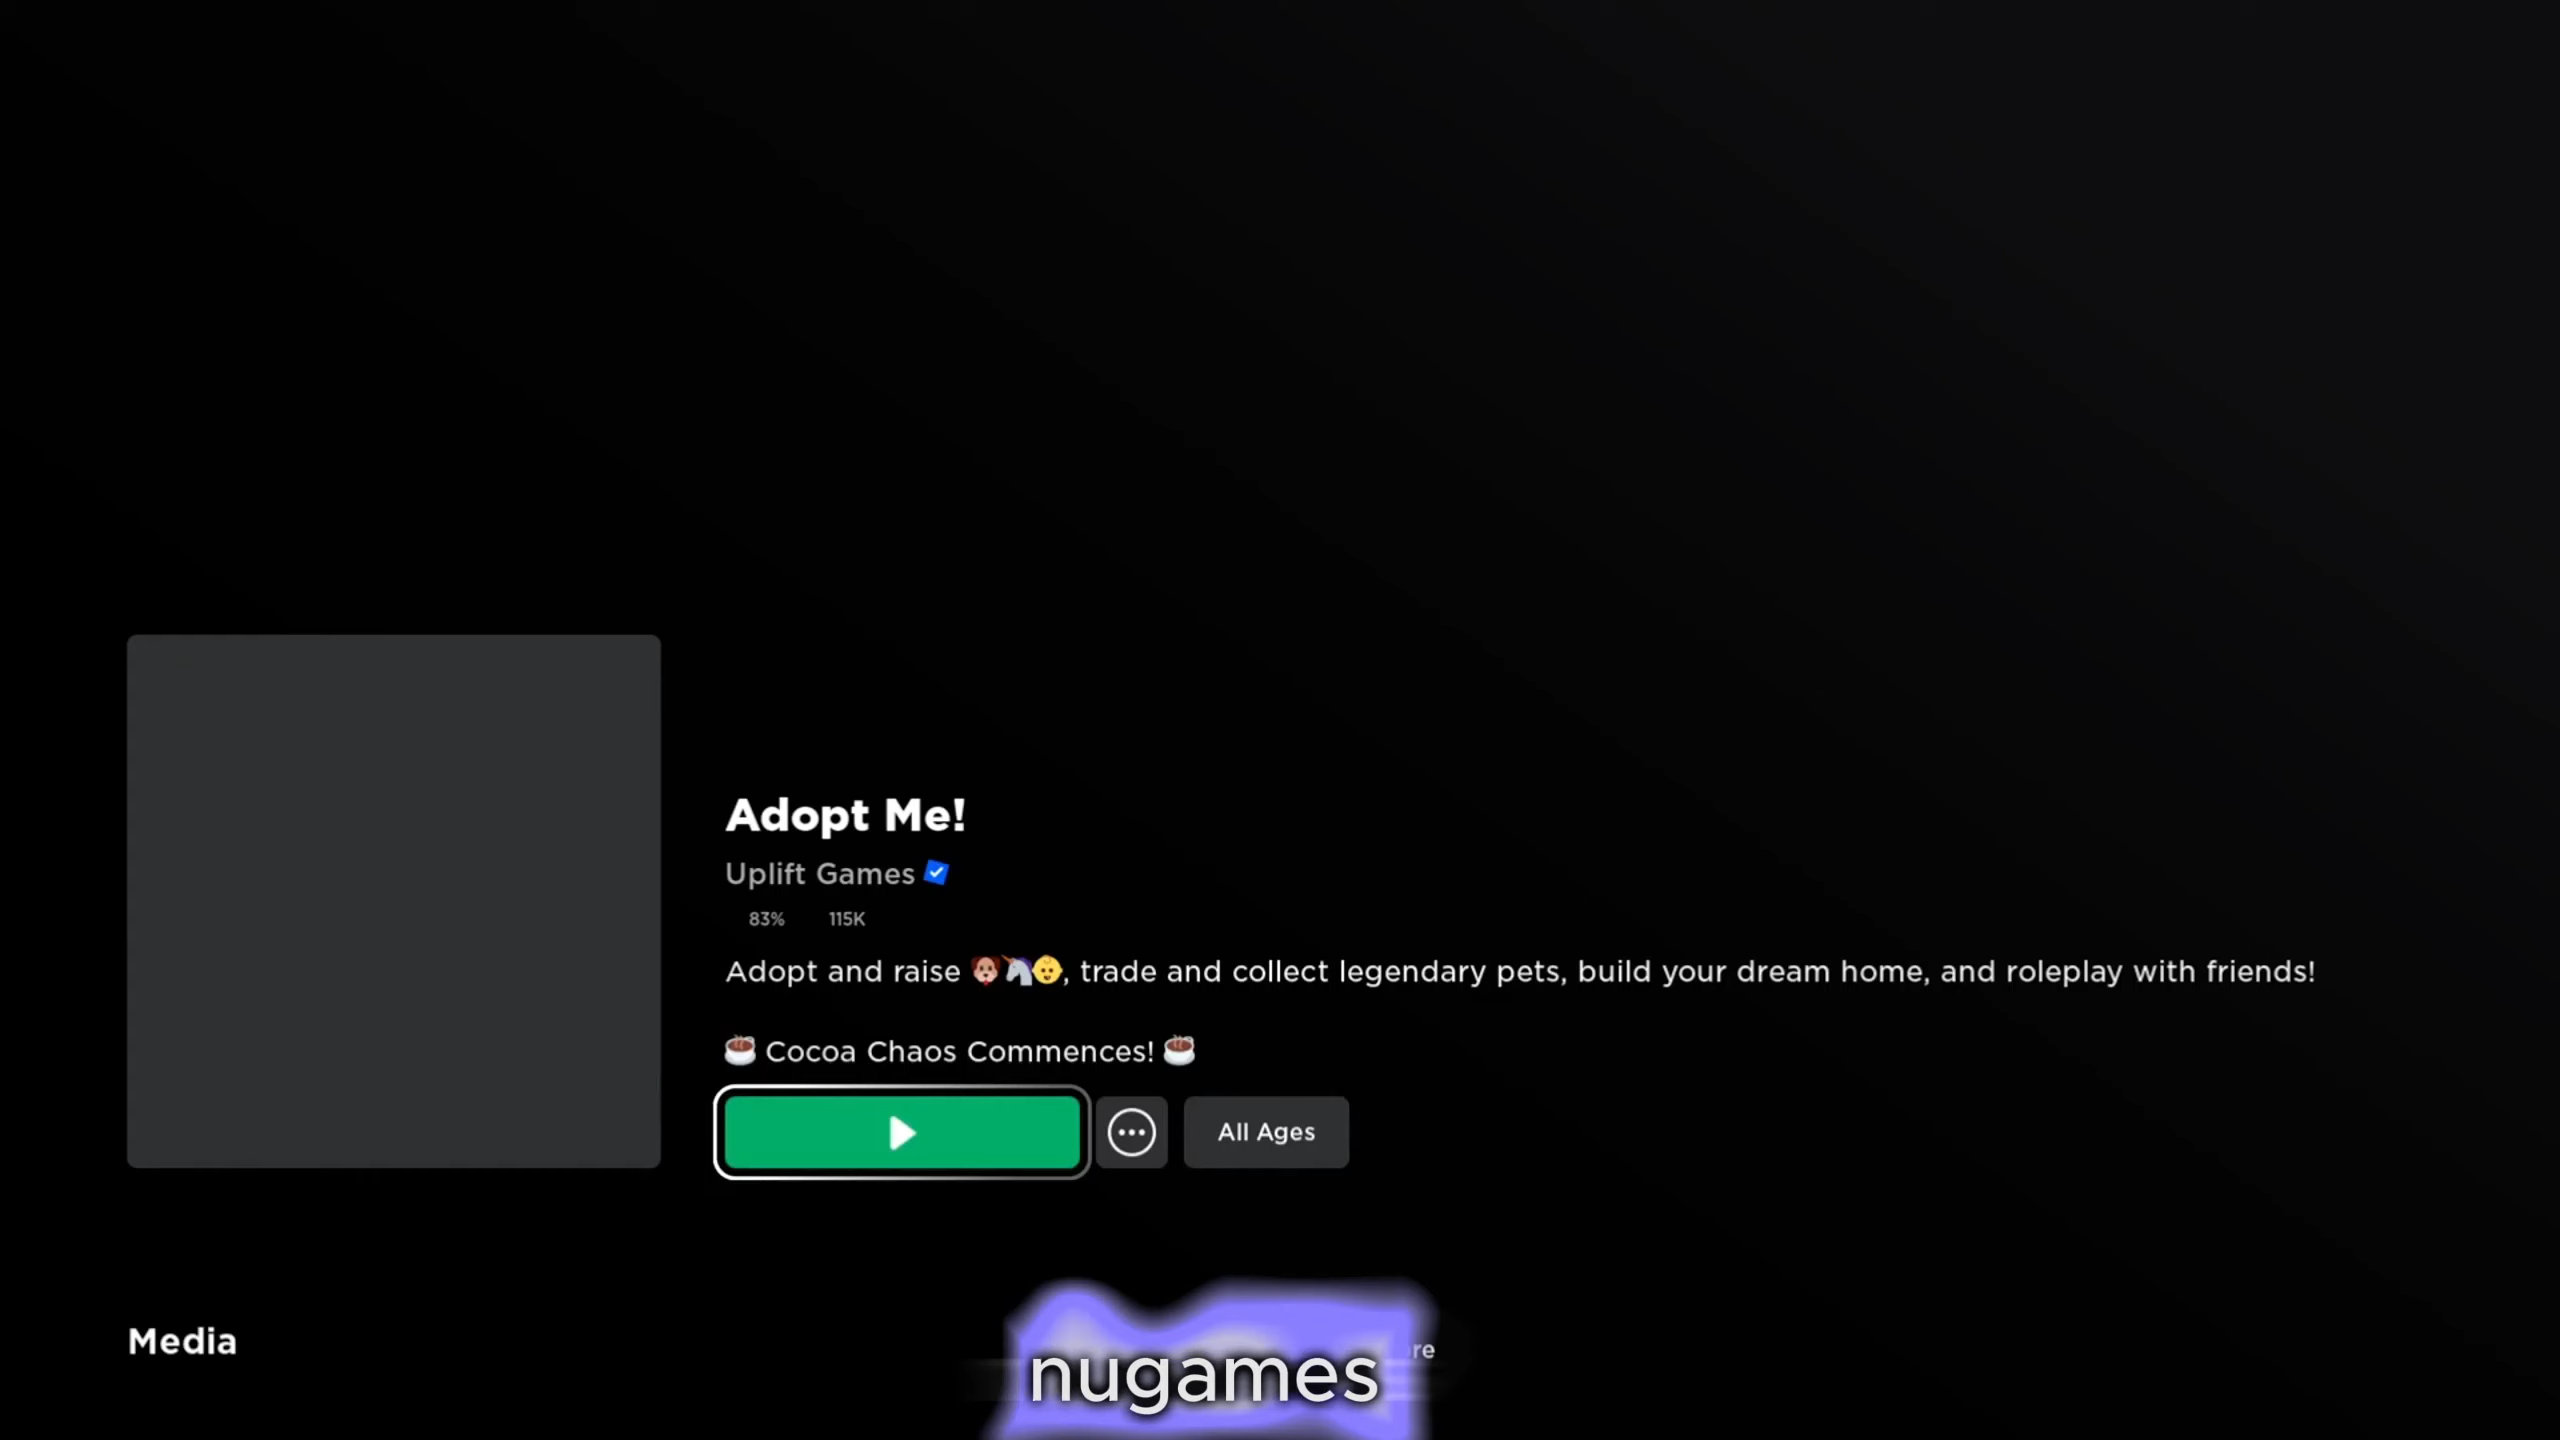 Adopt Me!
Uplift Games
83% 115K
Adopt and raise 🐶🦄👶, trade and collect legendary pets, build your dream home, and roleplay with friends!
☕ Cocoa Chaos Commences! ☕
All Ages
Media
nugames